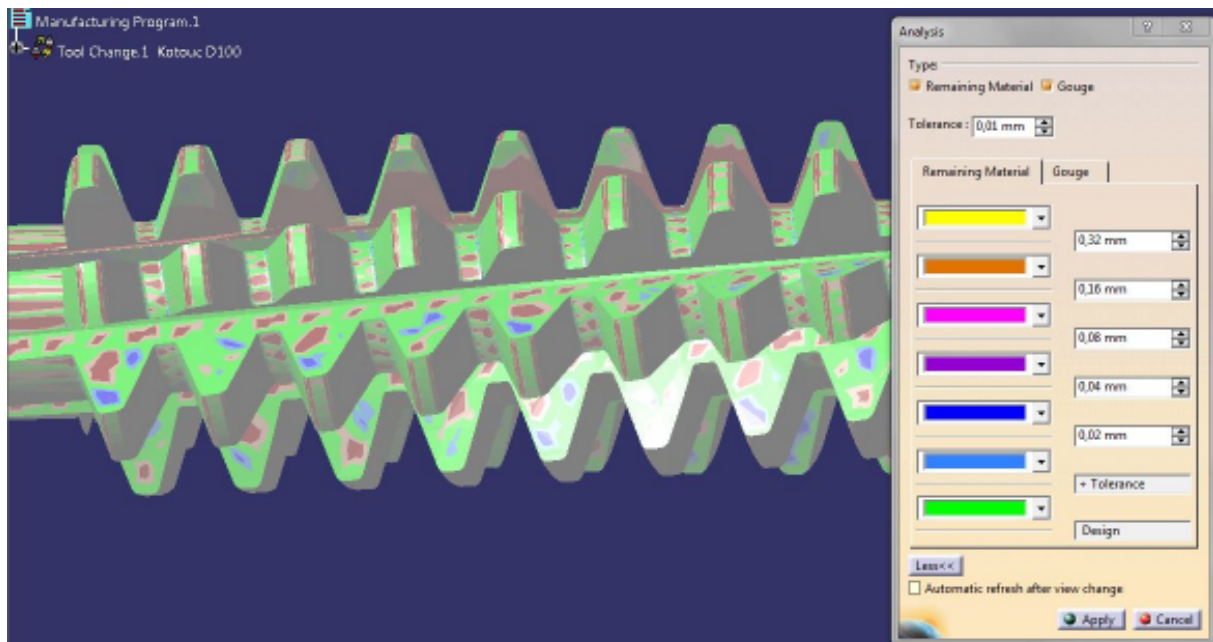 Manufacturing Program.1
Tool Change.1 Kotouc D100
Analysis
Type:
Remaining Material Gouge
Tolerance : 0,01 mm
Remaining Material Gouge
0,32 mm
0,16 mm
0,08 mm
0,04 mm
0,02 mm
+ Tolerance
Design
Less<<
Automatic refresh after view change
Apply Cancel